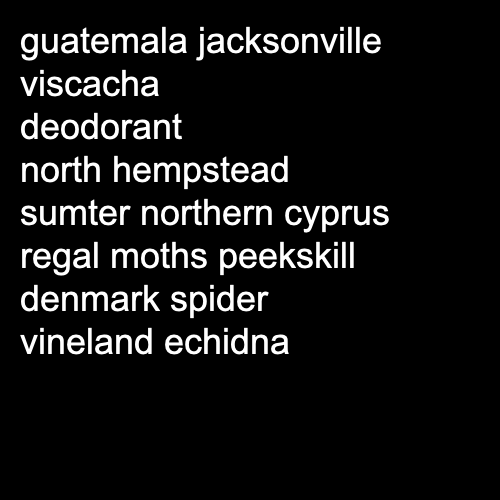 guatemala jacksonville
viscacha
deodorant
north hempstead
sumter northern cyprus
regal moths peekskill
denmark spider
vineland echidna